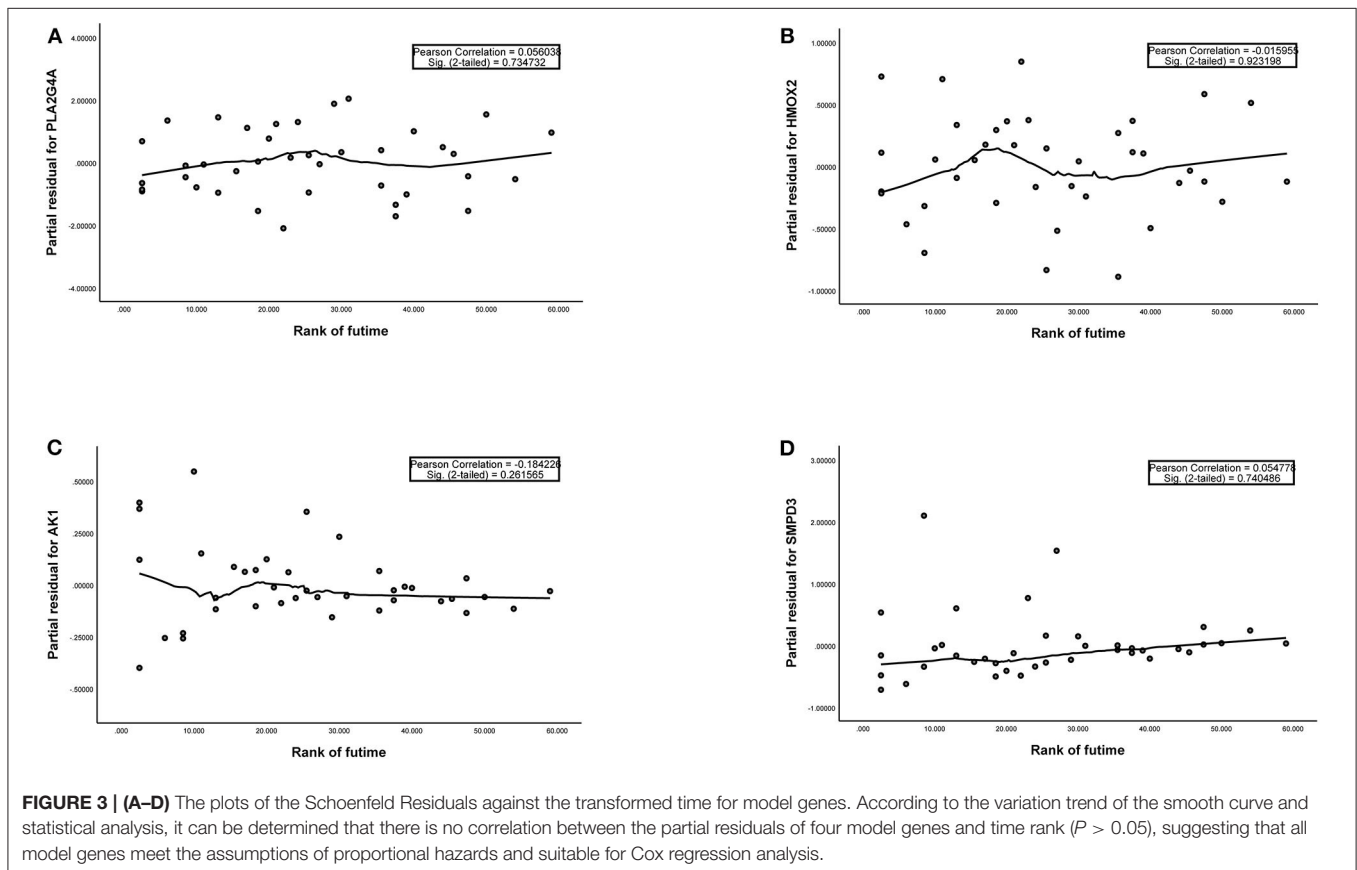 A
4.00000
2.00000
.00000
-2.00000
-4.00000
Partial residual for PLA2G4A
Pearson Correlation = 0.056038
Sig. (2-tailed) = 0.734732
.000 10.000 20.000 30.000 40.000 50.000 60.000
Rank of futime
B
1.00000
.50000
.00000
-.50000
-1.00000
Partial residual for HMOX2
Pearson Correlation = -0.015955
Sig. (2-tailed) = 0.923198
.000 10.000 20.000 30.000 40.000 50.000 60.000
Rank of futime
C
.50000
.25000
.00000
-.25000
-.50000
Partial residual for AK1
Pearson Correlation = -0.184226
Sig. (2-tailed) = 0.261565
.000 10.000 20.000 30.000 40.000 50.000 60.000
Rank of futime
D
3.00000
2.00000
1.00000
.00000
-1.00000
Partial residual for SMPD3
Pearson Correlation = 0.054778
Sig. (2-tailed) = 0.740486
.000 10.000 20.000 30.000 40.000 50.000 60.000
Rank of futime
FIGURE 3 | (A–D) The plots of the Schoenfeld Residuals against the transformed time for model genes. According to the variation trend of the smooth curve and
statistical analysis, it can be determined that there is no correlation between the partial residuals of four model genes and time rank (P > 0.05), suggesting that all
model genes meet the assumptions of proportional hazards and suitable for Cox regression analysis.